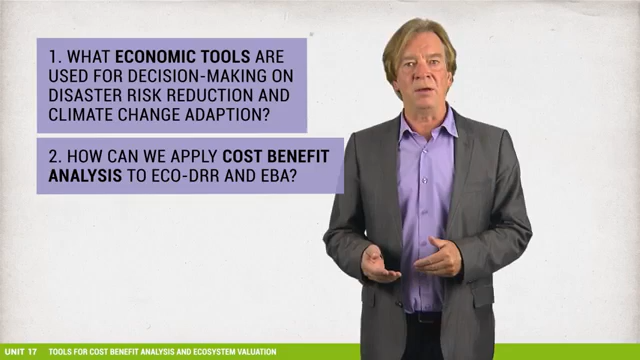 1. WHAT ECONOMIC TOOLS ARE
USED FOR DECISION-MAKING ON
DISASTER RISK REDUCTION AND
CLIMATE CHANGE ADAPTION?
2. HOW CAN WE APPLY COST BENEFIT
ANALYSIS TO ECO-DRR AND EBA?
UNIT 17 TOOLS FOR COST BENEFIT ANALYSIS AND ECOSYSTEM VALUATION